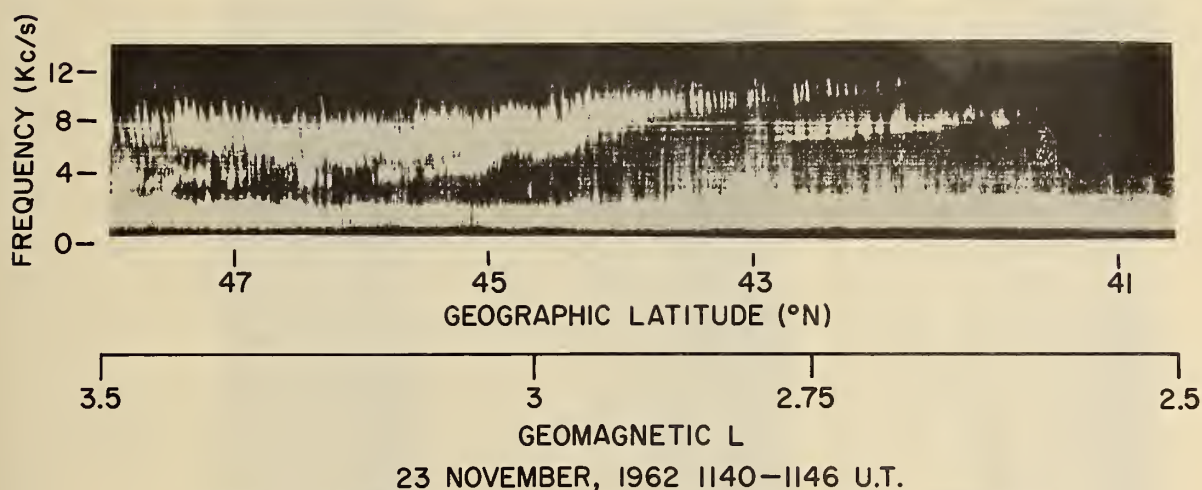 FREQUENCY (Kc/s)
12–
8–
4–
0–
47 45 43 41
GEOGRAPHIC LATITUDE (°N)
3.5 3 2.75 2.5
GEOMAGNETIC L
23 NOVEMBER, 1962 1140–1146 U.T.